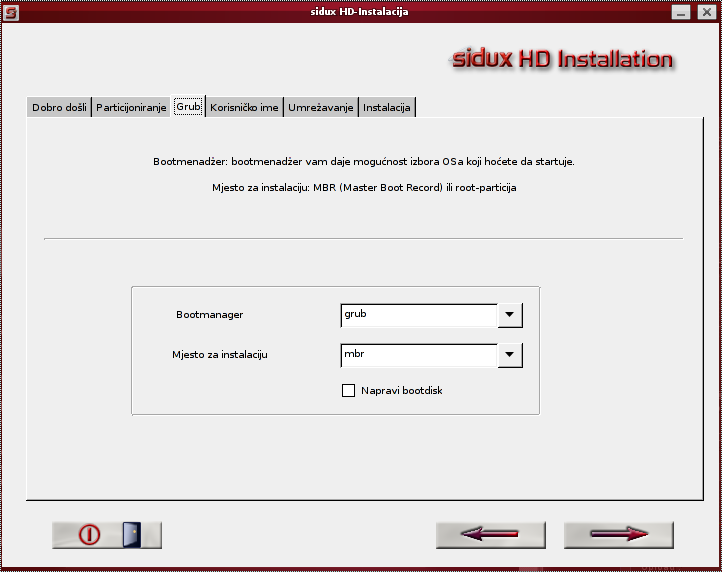 sidux HD-Instalacija
sidux HD Installation
Dobro došli Particijoniranje Grub Korisničko ime Umrežavanje Instalacija
Bootmenadžer: bootmenadžer vam daje mogućnost izbora OSa koji hoćete da startuje.
Mjesto za instalaciju: MBR (Master Boot Record) ili root-particija
Bootmanager grub
Mjesto za instalaciju mbr
Napravi bootdisk